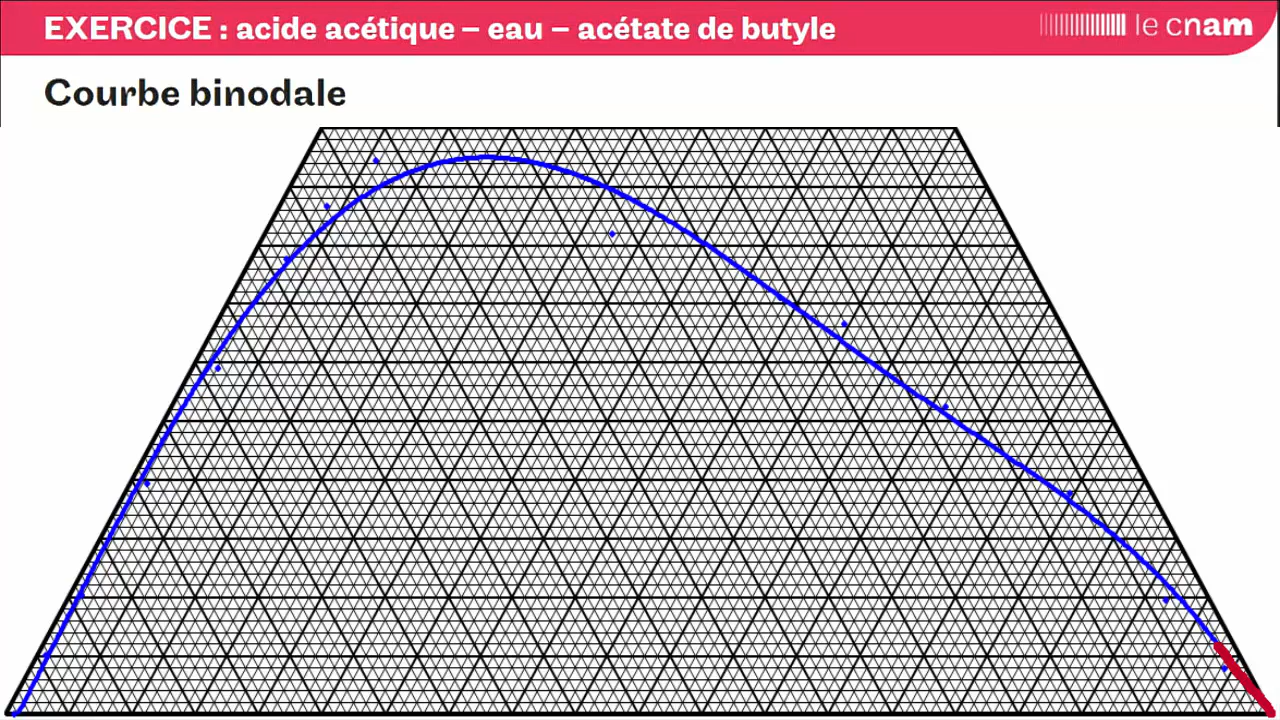 EXERCICE : acide acétique – eau – acétate de butyle
le cnam
Courbe binodale